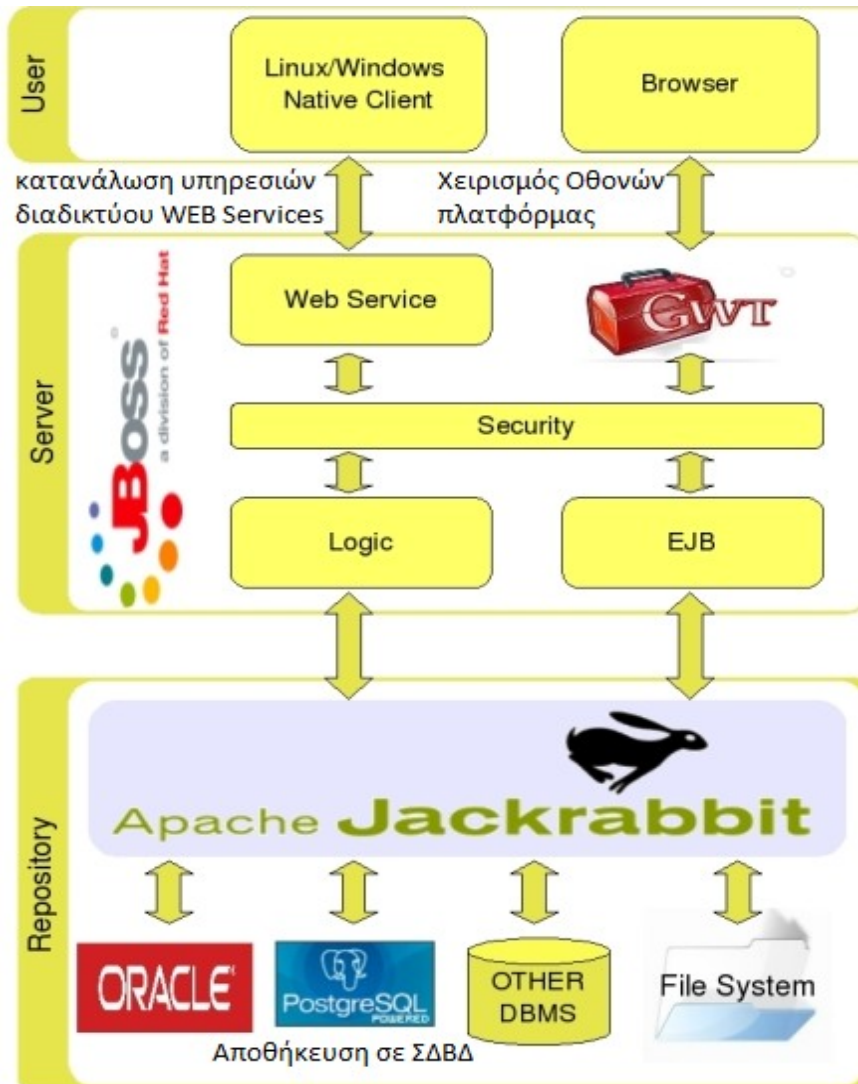 User
Linux/Windows
Native Client
Browser
κατανάλωση υπηρεσιών
διαδικτύου WEB Services
Χειρισμός Οθονών
πλατφόρμας
Server
JBoss
a division of Red Hat
Web Service
GWT
Security
Logic
EJB
Repository
Apache Jackrabbit
ORACLE
PostgreSQL
POWERED
OTHER
DBMS
File System
Αποθήκευση σε ΣΔΒΔ